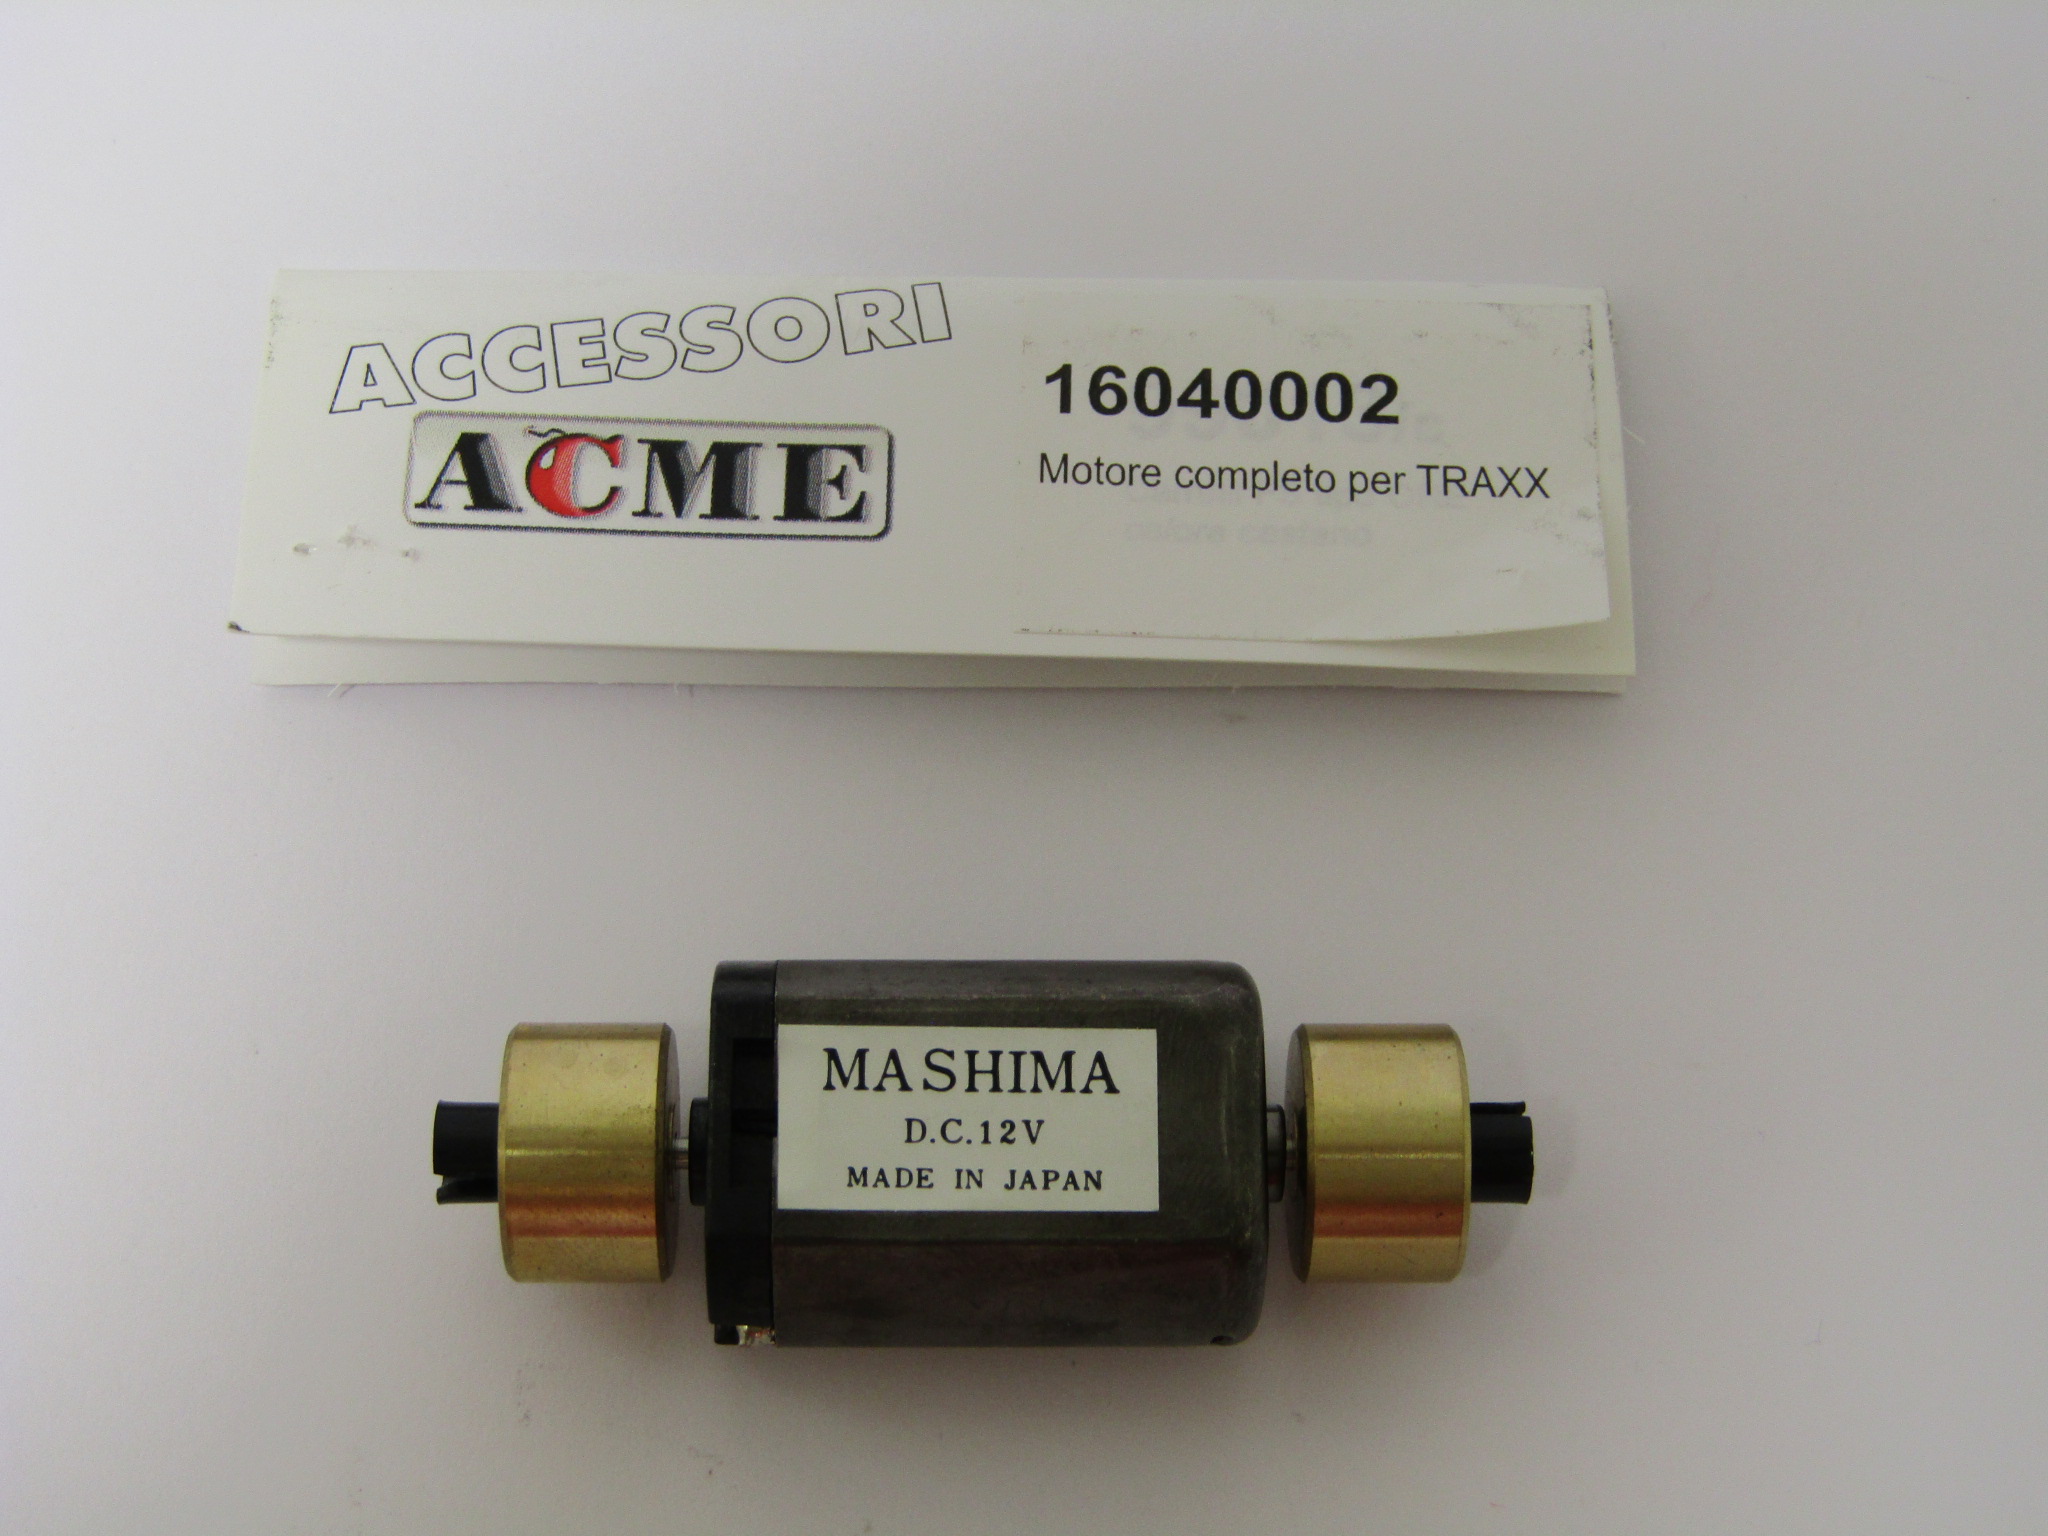 ACCESSORI
ACME
16040002
Motore completo per TRAXX
MASHIMA
D.C.12V
MADE IN JAPAN